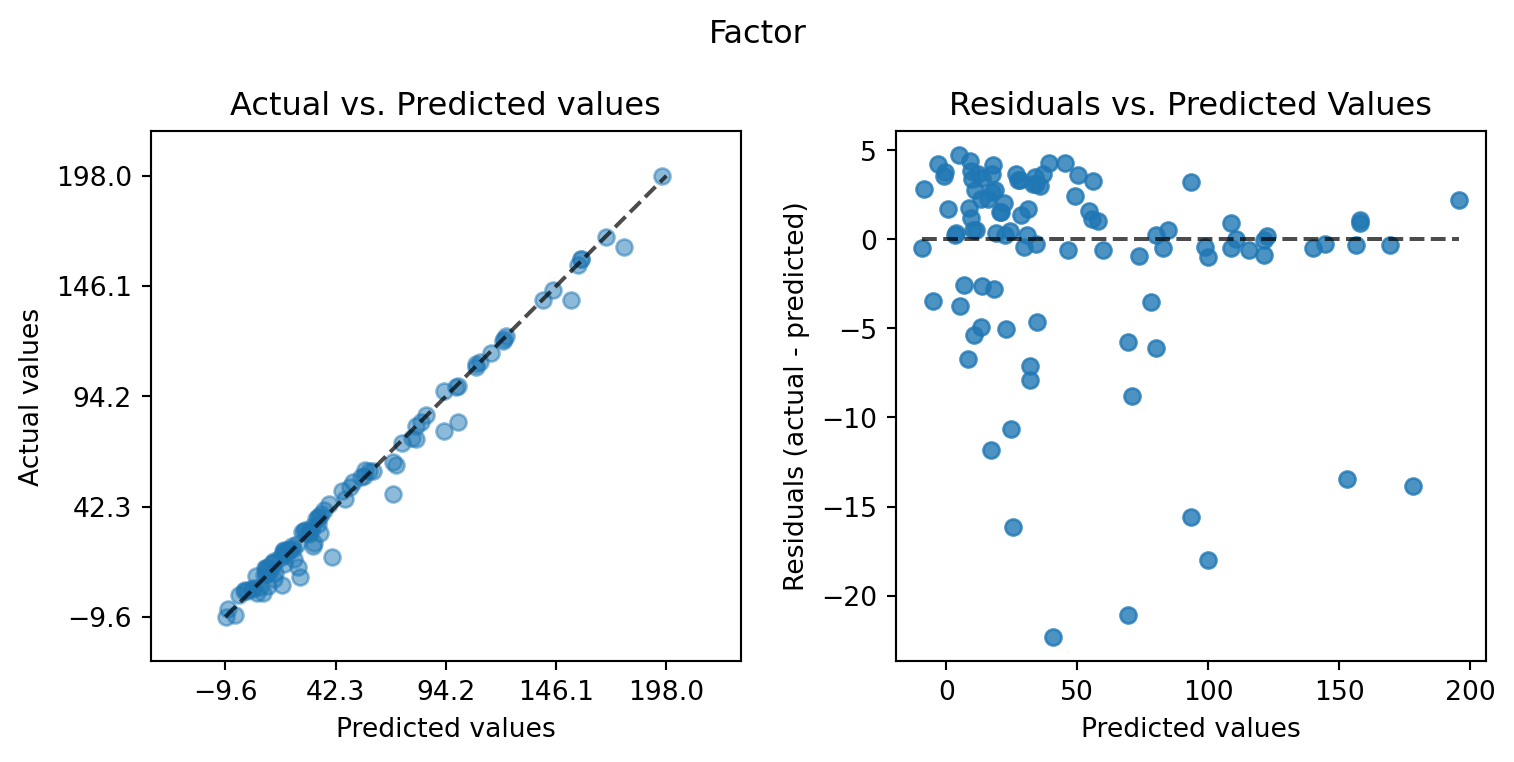 Factor
Actual vs. Predicted values
198.0
146.1
94.2
42.3
−9.6
Actual values
−9.6 42.3 94.2 146.1 198.0
Predicted values
Residuals vs. Predicted Values
5
0
−5
−10
−15
−20
Residuals (actual - predicted)
0 50 100 150 200
Predicted values